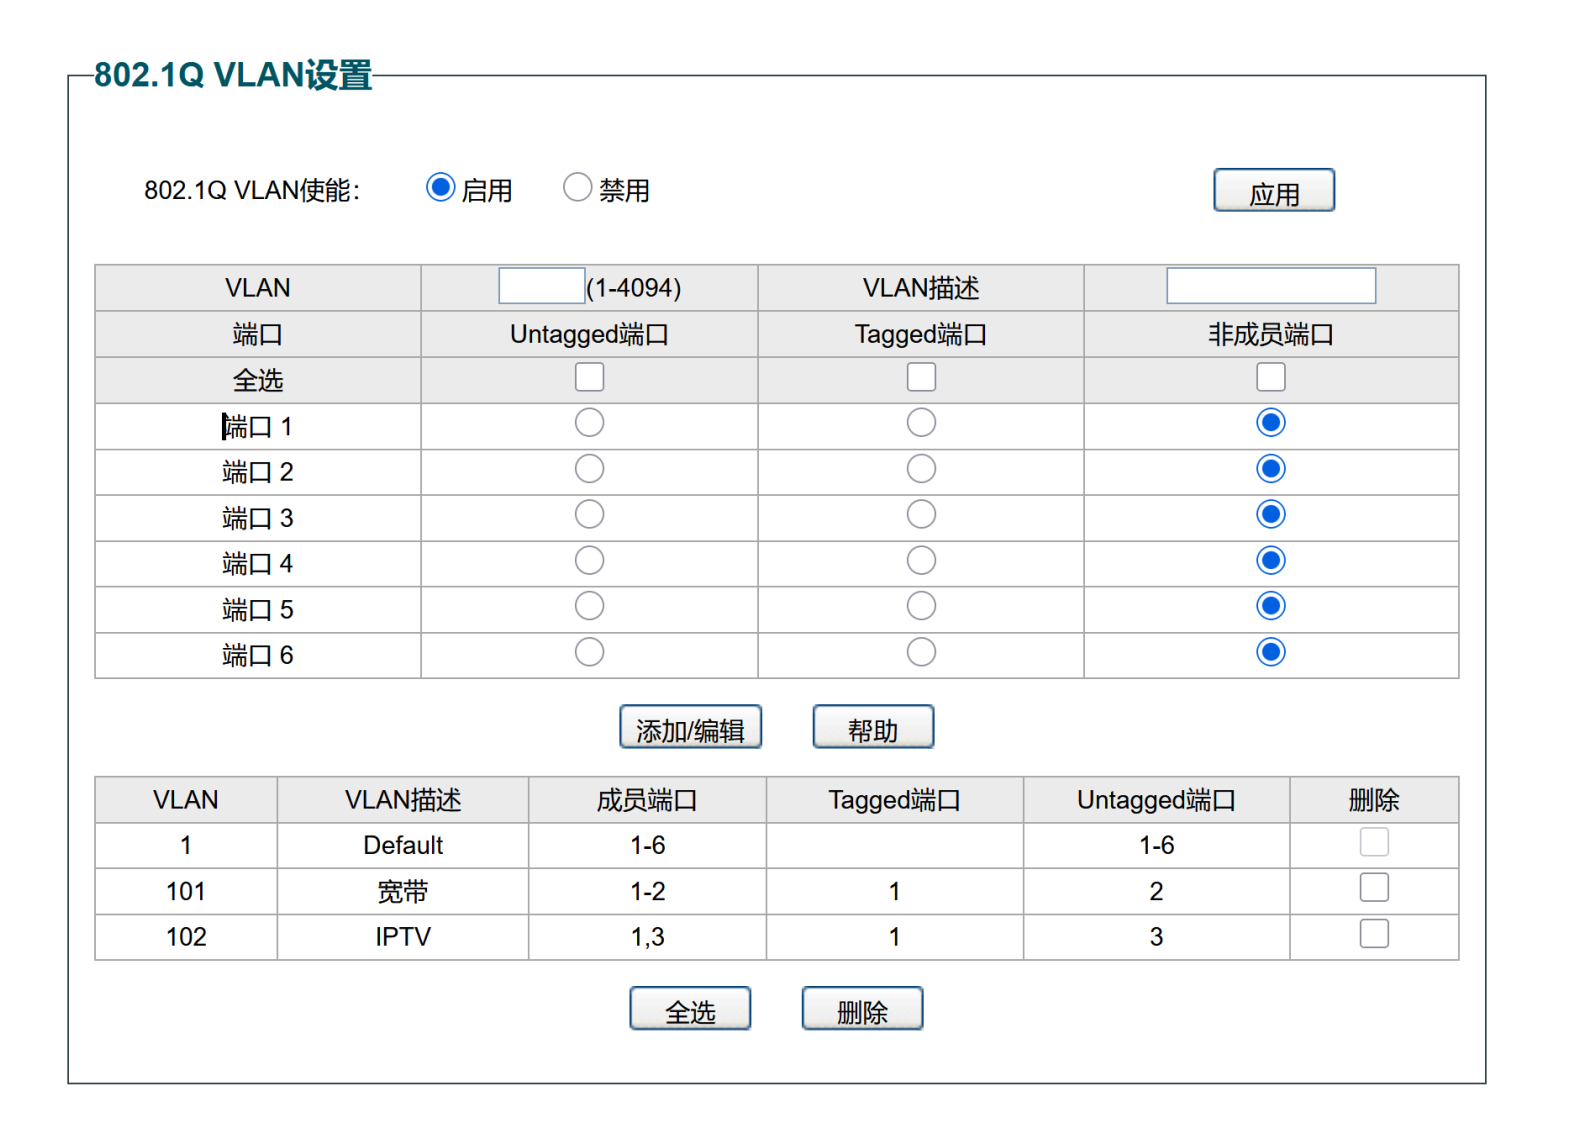 802.1Q VLAN设置
802.1Q VLAN使能： 启用 禁用 应用
VLAN (1-4094) VLAN描述
端口 Untagged端口 Tagged端口 非成员端口
全选
端口 1
端口 2
端口 3
端口 4
端口 5
端口 6
添加/编辑 帮助
VLAN VLAN描述 成员端口 Tagged端口 Untagged端口 删除
1 Default 1-6 1-6
101 宽带 1-2 1 2
102 IPTV 1,3 1 3
全选 删除